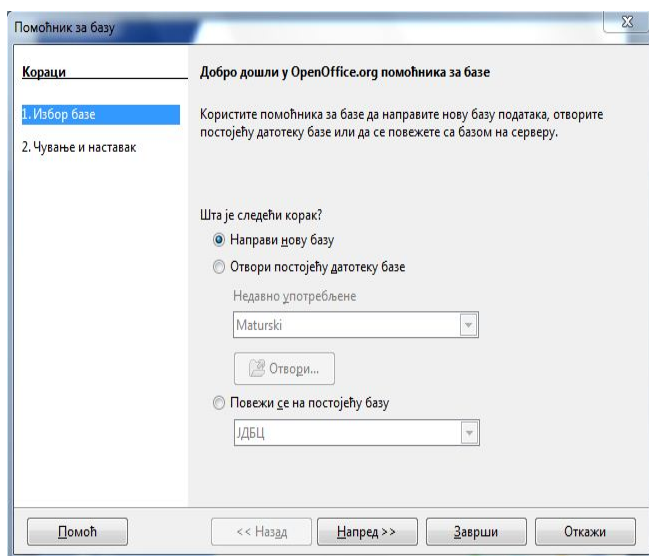 Помоћник за базу
Кораци
1. Избор базе
2. Чување и наставак
Добро дошли у OpenOffice.org помоћника за базе
Користите помоћника за базе да направите нову базу података, отворите
постојећу датотеку базе или да се повежете са базом на серверу.
Шта је следећи корак?
Направи нову базу
Отвори постојећу датотеку базе
Недавно употребљене
Maturski
Отвори...
Повежи се на постојећу базу
ЈДБЦ
Помоћ
<< Назад
Напред >>
Заврши
Откажи